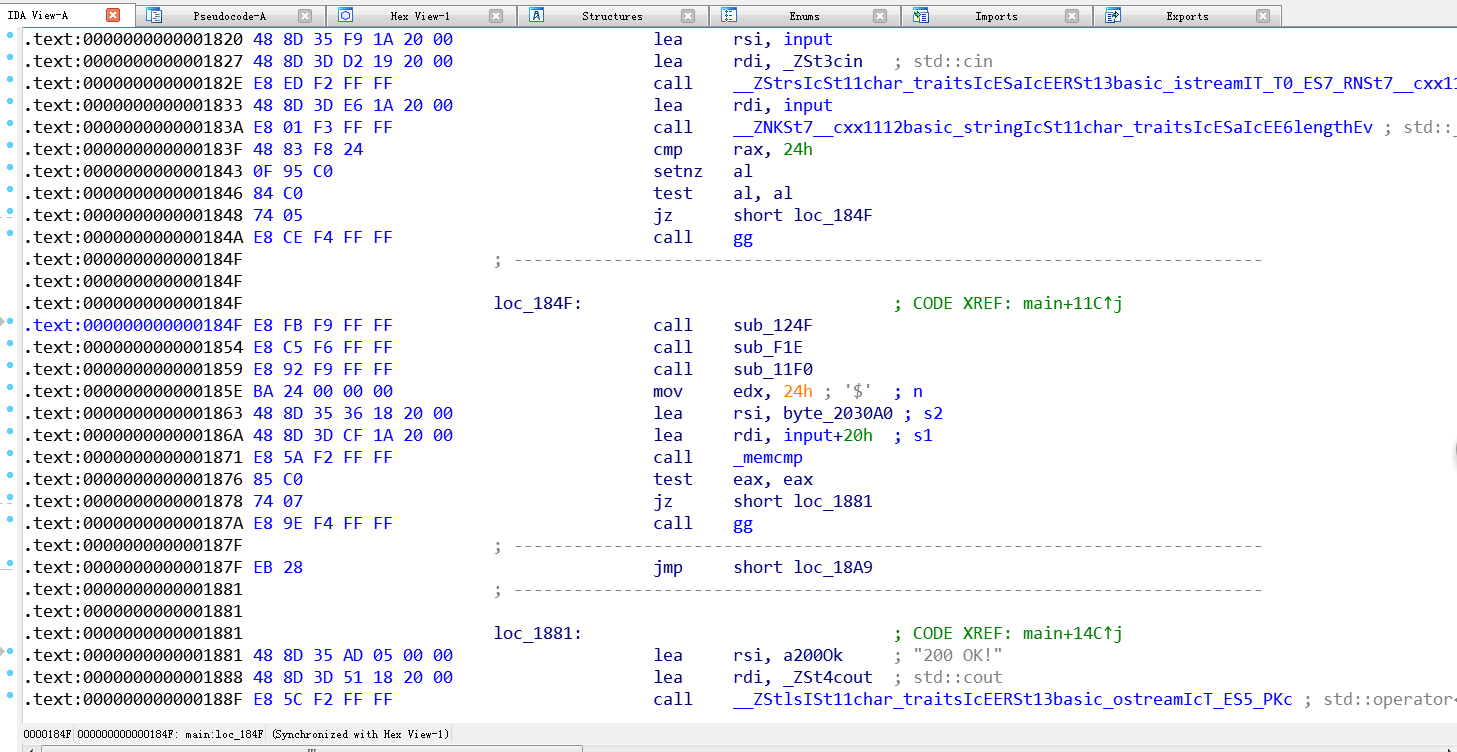 IDA View-A Pseudocode-A Hex View-1 Structures Enums Imports Exports
.text:0000000000001820 48 8D 35 F9 1A 20 00 lea rsi, input
.text:0000000000001827 48 8D 3D D2 19 20 00 lea rdi, _ZSt3cin ; std::cin
.text:000000000000182E E8 ED F2 FF FF call __ZStrsIcSt11char_traitsIcESaIcEERSt13basic_istreamIT_T0_ES7_RNSt7__cxx11
.text:0000000000001833 48 8D 3D E6 1A 20 00 lea rdi, input
.text:000000000000183A E8 01 F3 FF FF call __ZNKSt7__cxx1112basic_stringIcSt11char_traitsIcESaIcEE6lengthEv ; std::_
.text:000000000000183F 48 83 F8 24 cmp rax, 24h
.text:0000000000001843 0F 95 C0 setnz al
.text:0000000000001846 84 C0 test al, al
.text:0000000000001848 74 05 jz short loc_184F
.text:000000000000184A E8 CE F4 FF FF call gg
.text:000000000000184F ; ---------------------------------------------------------------------------
.text:000000000000184F
.text:000000000000184F loc_184F: ; CODE XREF: main+11C↑j
.text:000000000000184F E8 FB F9 FF FF call sub_124F
.text:0000000000001854 E8 C5 F6 FF FF call sub_F1E
.text:0000000000001859 E8 92 F9 FF FF call sub_11F0
.text:000000000000185E BA 24 00 00 00 mov edx, 24h ; '$' ; n
.text:0000000000001863 48 8D 35 36 18 20 00 lea rsi, byte_2030A0 ; s2
.text:000000000000186A 48 8D 3D CF 1A 20 00 lea rdi, input+20h ; s1
.text:0000000000001871 E8 5A F2 FF FF call _memcmp
.text:0000000000001876 85 C0 test eax, eax
.text:0000000000001878 74 07 jz short loc_1881
.text:000000000000187A E8 9E F4 FF FF call gg
.text:000000000000187F ; ---------------------------------------------------------------------------
.text:000000000000187F EB 28 jmp short loc_18A9
.text:0000000000001881 ; ---------------------------------------------------------------------------
.text:0000000000001881
.text:0000000000001881 loc_1881: ; CODE XREF: main+14C↑j
.text:0000000000001881 48 8D 35 AD 05 00 00 lea rsi, a200Ok ; "200 OK!"
.text:0000000000001888 48 8D 3D 51 18 20 00 lea rdi, _ZSt4cout ; std::cout
.text:000000000000188F E8 5C F2 FF FF call __ZStlsISt11char_traitsIcEERSt13basic_ostreamIcT_ES5_PKc ; std::operator<
0000184F 000000000000184F: main:loc_184F (Synchronized with Hex View-1)